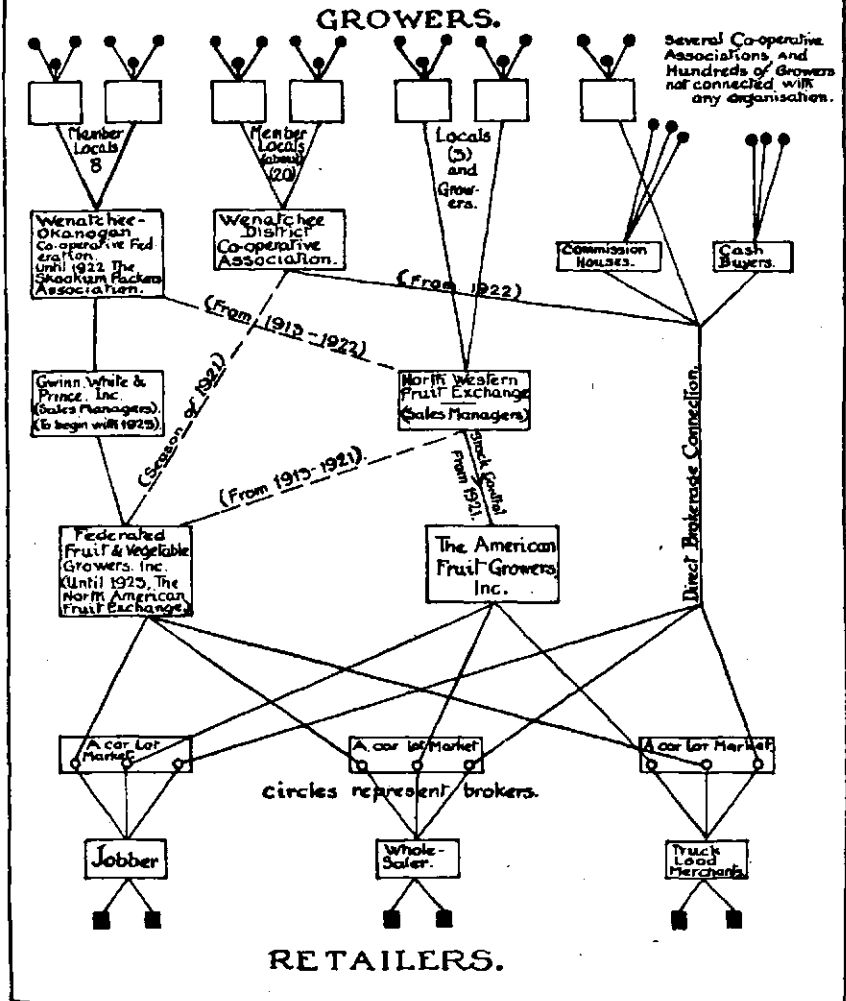 GROWERS.
Several Co-operative
Associations, and
Hundreds of Growers
not connected with
any organisation.
Member
Locals
8
Member
Locals
(about)
(20)
Locals
(3)
and
Grow-
ers.
Wenatchee-
Okanogan
Co-operative Fed
eration.
Until 1922 The
Skookum Packers
Association.
Wenatchee
District
Co-operative
Association.
Commission
Houses.
Cash
Buyers.
(From 1922)
(From 1913-1922)
(Season of 1921)
Gwinn, White &
Prince. Inc.
(Sales Managers).
(To begin with 1923).
North Western
Fruit Exchange
(Sales Managers)
(From 1913-1921).
Stock Control
From 1921.
Direct Brokerage Connection.
Federated
Fruit & Vegetable
Growers. Inc.
(Until 1923, The
North American
Fruit Exchange)
The American
Fruit Growers
Inc.
A car Lot
Market.
A car lot Market
A car lot Market
circles represent brokers.
Jobber
Whole-
Saler.
Truck
Load
Merchants.
RETAILERS.